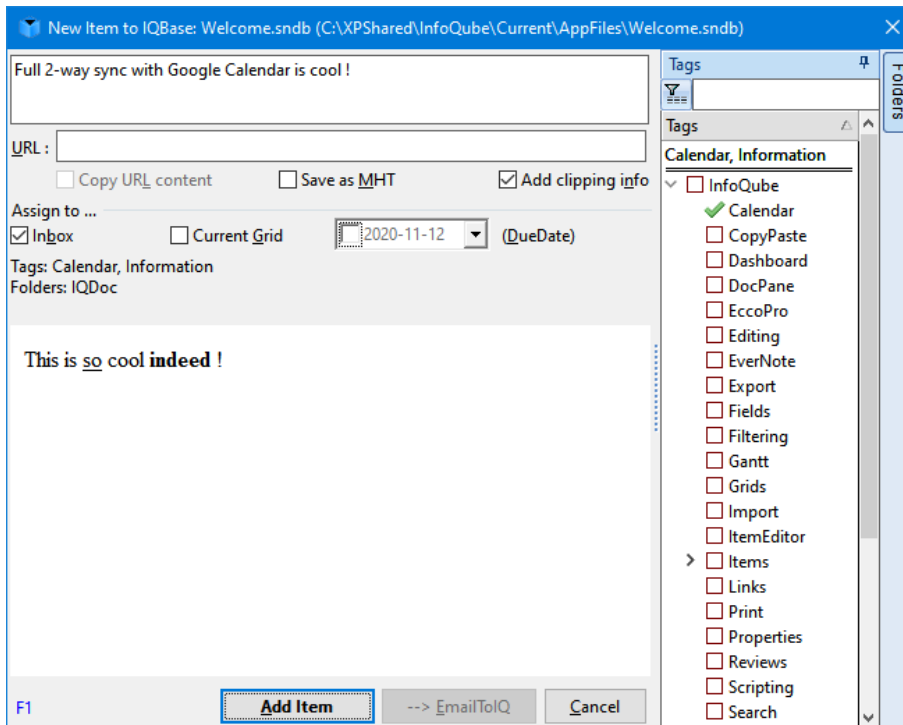 New Item to IQBase: Welcome.sndb (C:\XPShared\InfoQube\Current\AppFiles\Welcome.sndb)
Full 2-way sync with Google Calendar is cool !
URL :
Copy URL content
Save as MHT
Add clipping info
Assign to ...
Inbox
Current Grid
2020-11-12
(DueDate)
Tags: Calendar, Information
Folders: IQDoc
This is so cool indeed !
F1
Add Item
--> EmailToIQ
Cancel
Tags
Tags
Calendar, Information
InfoQube
Calendar
CopyPaste
Dashboard
DocPane
EccoPro
Editing
EverNote
Export
Fields
Filtering
Gantt
Grids
Import
ItemEditor
Items
Links
Print
Properties
Reviews
Scripting
Search
Folders